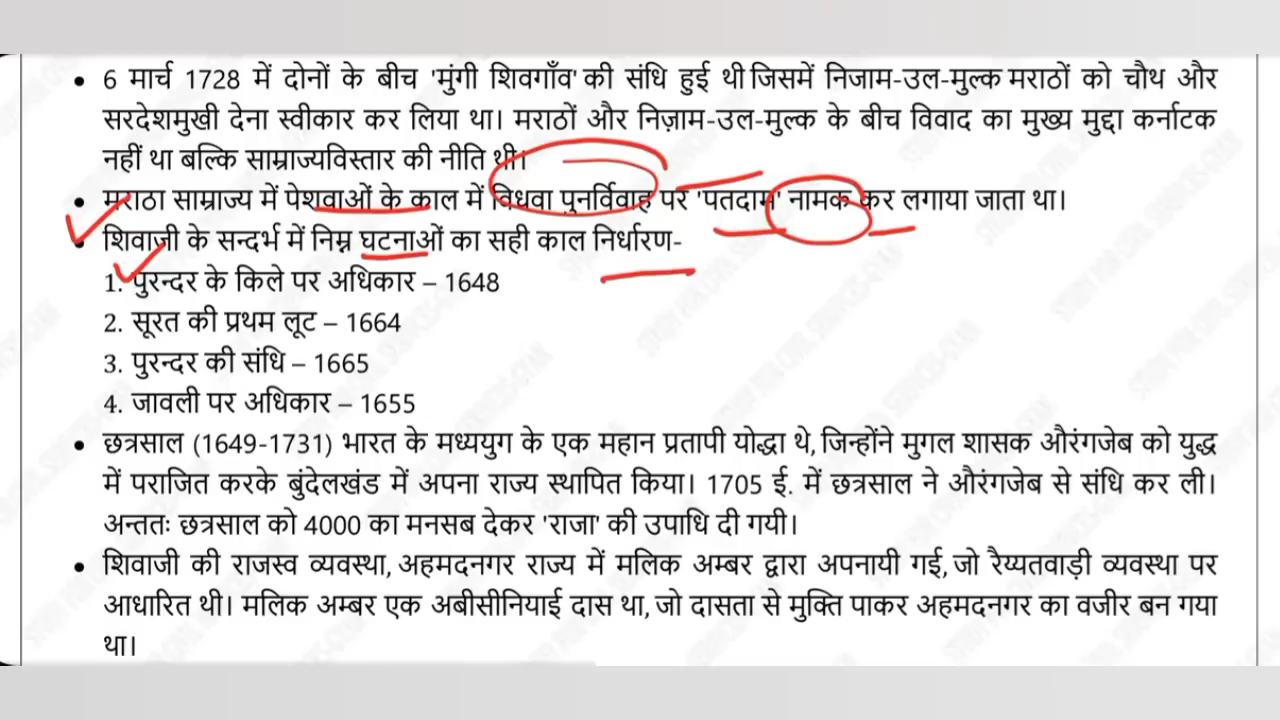 • 6 मार्च 1728 में दोनों के बीच 'मुंगी शिवगाँव' की संधि हुई थी जिसमें निजाम-उल-मुल्क मराठों को चौथ और
सरदेशमुखी देना स्वीकार कर लिया था। मराठों और निज़ाम-उल-मुल्क के बीच विवाद का मुख्य मुद्दा कर्नाटक
नहीं था बल्कि साम्राज्यविस्तार की नीति थी।
• मराठा साम्राज्य में पेशवाओं के काल में विधवा पुनर्विवाह पर 'पतदाम' नामक कर लगाया जाता था।
• शिवाजी के सन्दर्भ में निम्न घटनाओं का सही काल निर्धारण-
1. पुरन्दर के किले पर अधिकार – 1648
2. सूरत की प्रथम लूट – 1664
3. पुरन्दर की संधि – 1665
4. जावली पर अधिकार – 1655
• छत्रसाल (1649-1731) भारत के मध्ययुग के एक महान प्रतापी योद्धा थे, जिन्होंने मुगल शासक औरंगजेब को युद्ध
में पराजित करके बुंदेलखंड में अपना राज्य स्थापित किया। 1705 ई. में छत्रसाल ने औरंगजेब से संधि कर ली।
अन्ततः छत्रसाल को 4000 का मनसब देकर 'राजा' की उपाधि दी गयी।
• शिवाजी की राजस्व व्यवस्था, अहमदनगर राज्य में मलिक अम्बर द्वारा अपनायी गई, जो रैय्यतवाड़ी व्यवस्था पर
आधारित थी। मलिक अम्बर एक अबीसीनियाई दास था, जो दासता से मुक्ति पाकर अहमदनगर का वजीर बन गया
था।